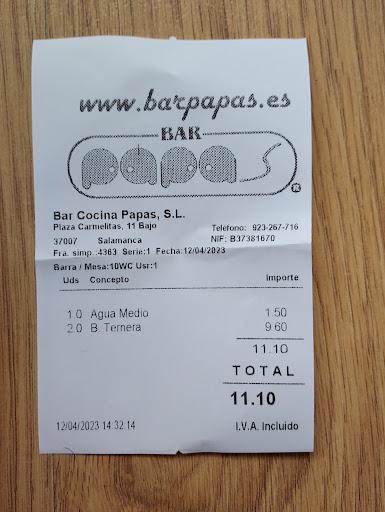 www.barpapas.es
BAR
papas
®
Bar Cocina Papas, S.L.
Plaza Carmelitas, 11 Bajo Teléfono: 923-267-716
37007 Salamanca NIF: B37381670
Fra. simp.:4363 Serie:1 Fecha:12/04/2023
Barra / Mesa:10WC Usr:1
Uds Concepto Importe
1.0 Agua Medio 1.50
2.0 B. Ternera 9.60
11.10
TOTAL
11.10
12/04/2023 14:32:14 I.V.A. Incluido